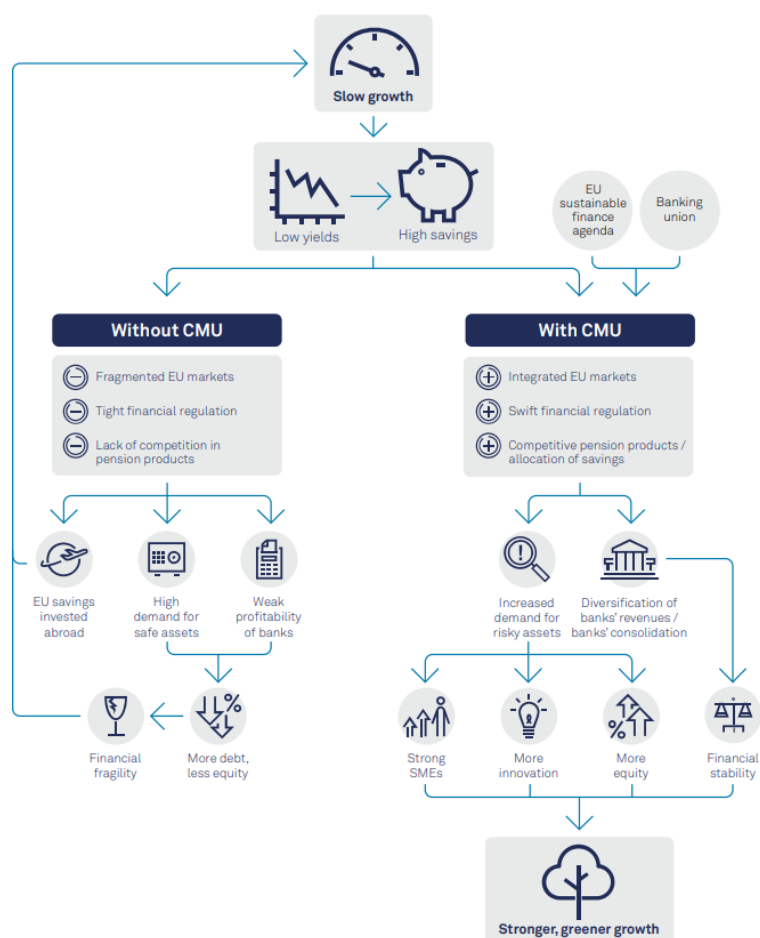 Slow growth
Low yields
High savings
EU
sustainable
finance
agenda
Banking
union
Without CMU
Fragmented EU markets
Tight financial regulation
Lack of competition in
pension products
With CMU
Integrated EU markets
Swift financial regulation
Competitive pension products /
allocation of savings
EU savings
invested
abroad
High
demand for
safe assets
Weak
profitability
of banks
Increased
demand for
risky assets
Diversification of
banks' revenues /
banks' consolidation
%
Financial
fragility
More debt,
less equity
%
Strong
SMEs
More
innovation
More
equity
Financial
stability
Stronger, greener growth